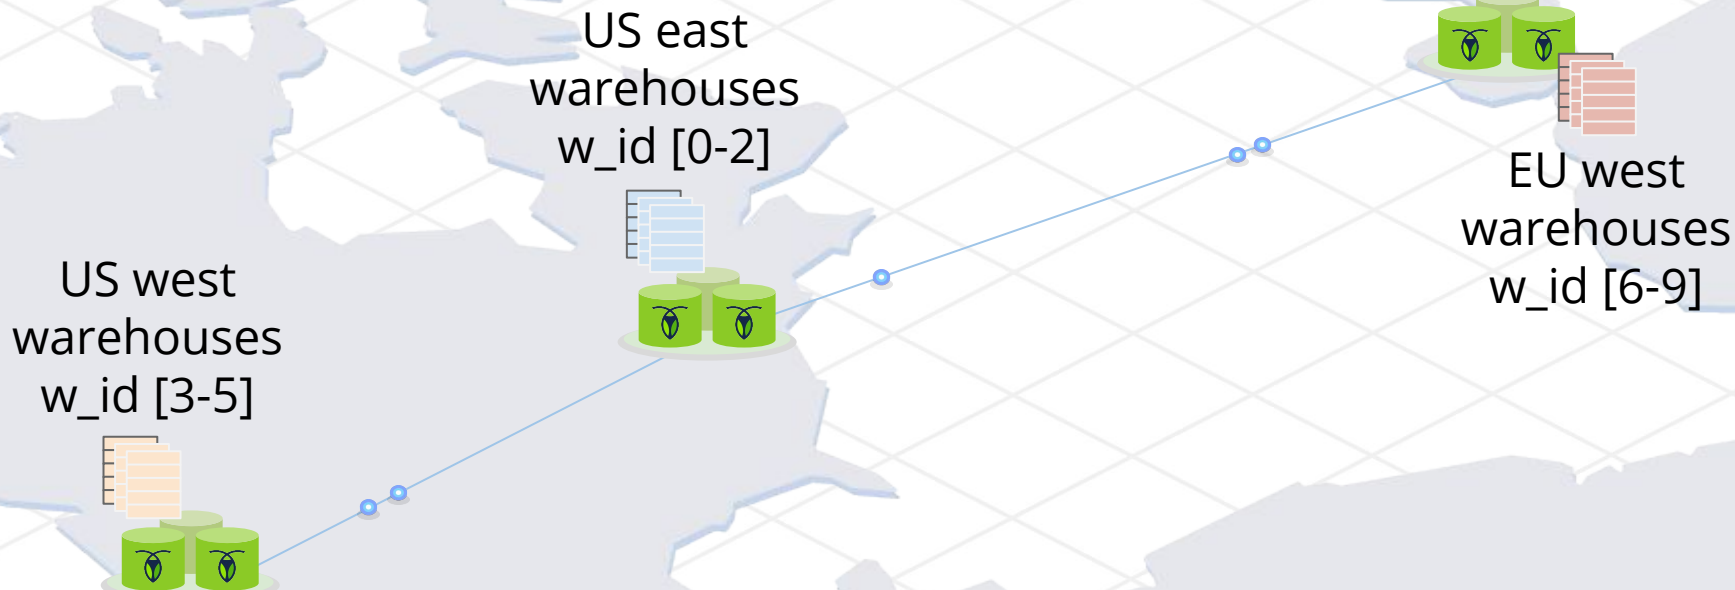 US east
warehouses
w_id [0-2]
EU west
warehouses
w_id [6-9]
US west
warehouses
w_id [3-5]